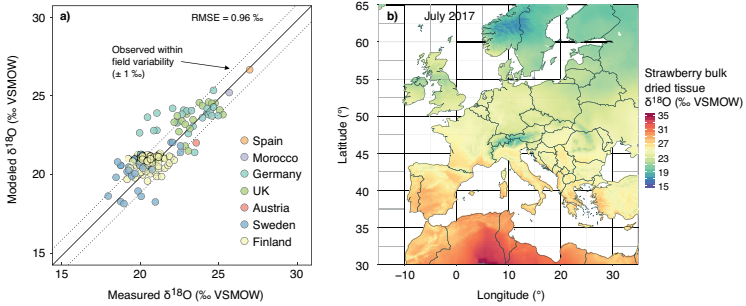 a)
RMSE = 0.96 ‰
Observed within
field variability
(± 1 ‰)
Modeled δ¹⁸O (‰ VSMOW)
30
25
20
15
Spain
Morocco
Germany
UK
Austria
Sweden
Finland
15
20
25
30
Measured δ¹⁸O (‰ VSMOW)
b)
July 2017
Latitude (°)
65
60
55
50
45
40
35
30
−10
0
10
20
30
Longitude (°)
Strawberry bulk
dried tissue
δ¹⁸O (‰ VSMOW)
35
31
27
23
19
15